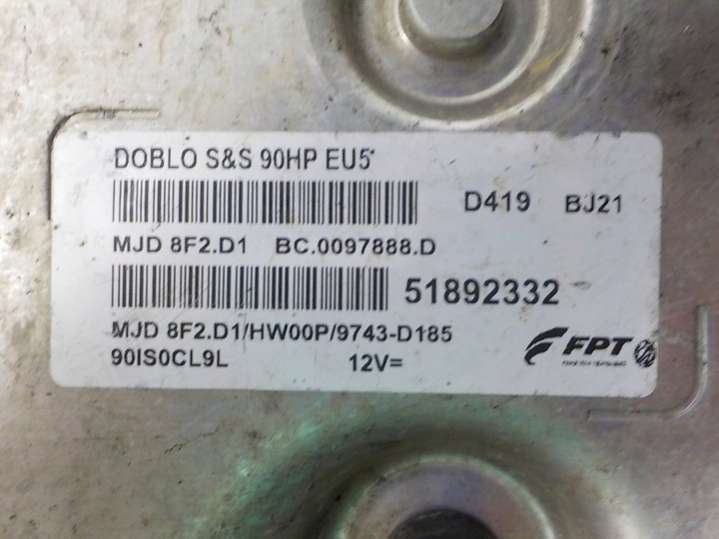 DOBLO S&S 90HP EU5*
D419 BJ21
MJD 8F2.D1 BC.0097888.D
51892332
MJD 8F2.D1/HW00P/9743-D185
90IS0CL9L 12V=
FPT